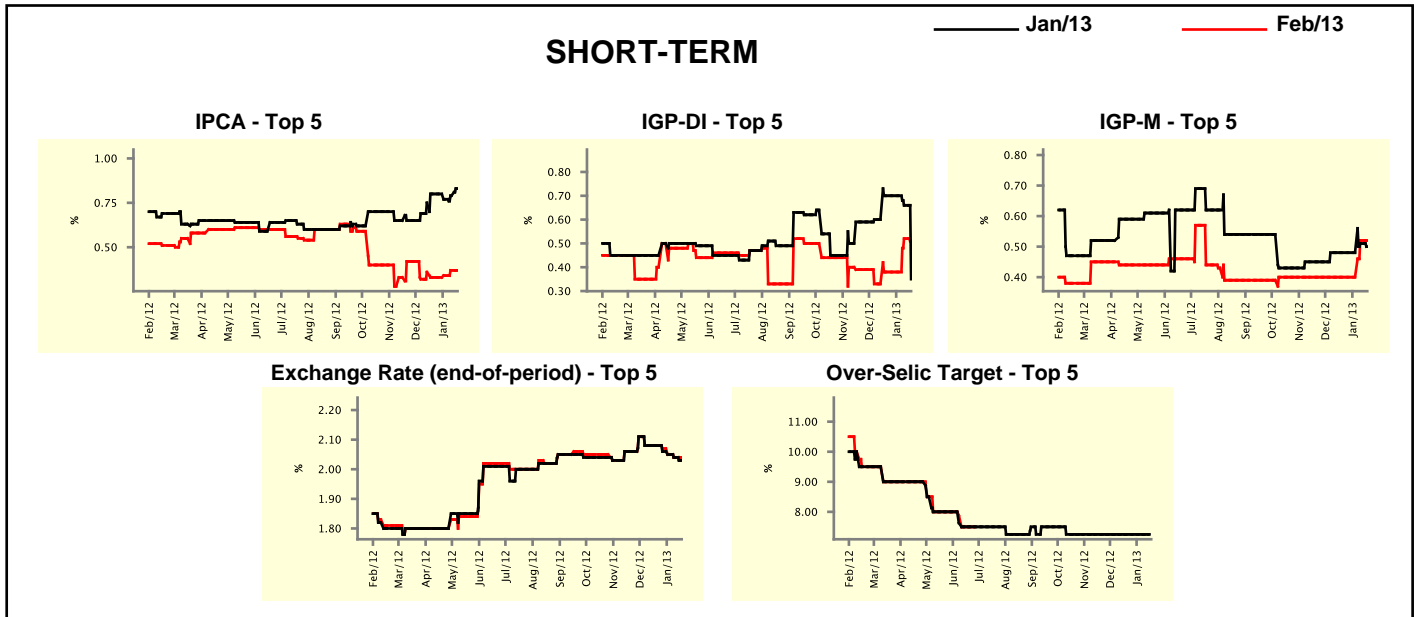 Jan/13 Feb/13
SHORT-TERM
IPCA - Top 5
1.00
0.75
0.50
%
Feb/12 Mar/12 Apr/12 May/12 Jun/12 Jul/12 Aug/12 Sep/12 Oct/12 Nov/12 Dec/12 Jan/13
IGP-DI - Top 5
0.80
0.70
0.60
0.50
0.40
0.30
%
Feb/12 Mar/12 Apr/12 May/12 Jun/12 Jul/12 Aug/12 Sep/12 Oct/12 Nov/12 Dec/12 Jan/13
IGP-M - Top 5
0.80
0.70
0.60
0.50
0.40
%
Feb/12 Mar/12 Apr/12 May/12 Jun/12 Jul/12 Aug/12 Sep/12 Oct/12 Nov/12 Dec/12 Jan/13
Exchange Rate (end-of-period) - Top 5
2.20
2.10
2.00
1.90
1.80
%
Feb/12 Mar/12 Apr/12 May/12 Jun/12 Jul/12 Aug/12 Sep/12 Oct/12 Nov/12 Dec/12 Jan/13
Over-Selic Target - Top 5
11.00
10.00
9.00
8.00
%
Feb/12 Mar/12 Apr/12 May/12 Jun/12 Jul/12 Aug/12 Sep/12 Oct/12 Nov/12 Dec/12 Jan/13